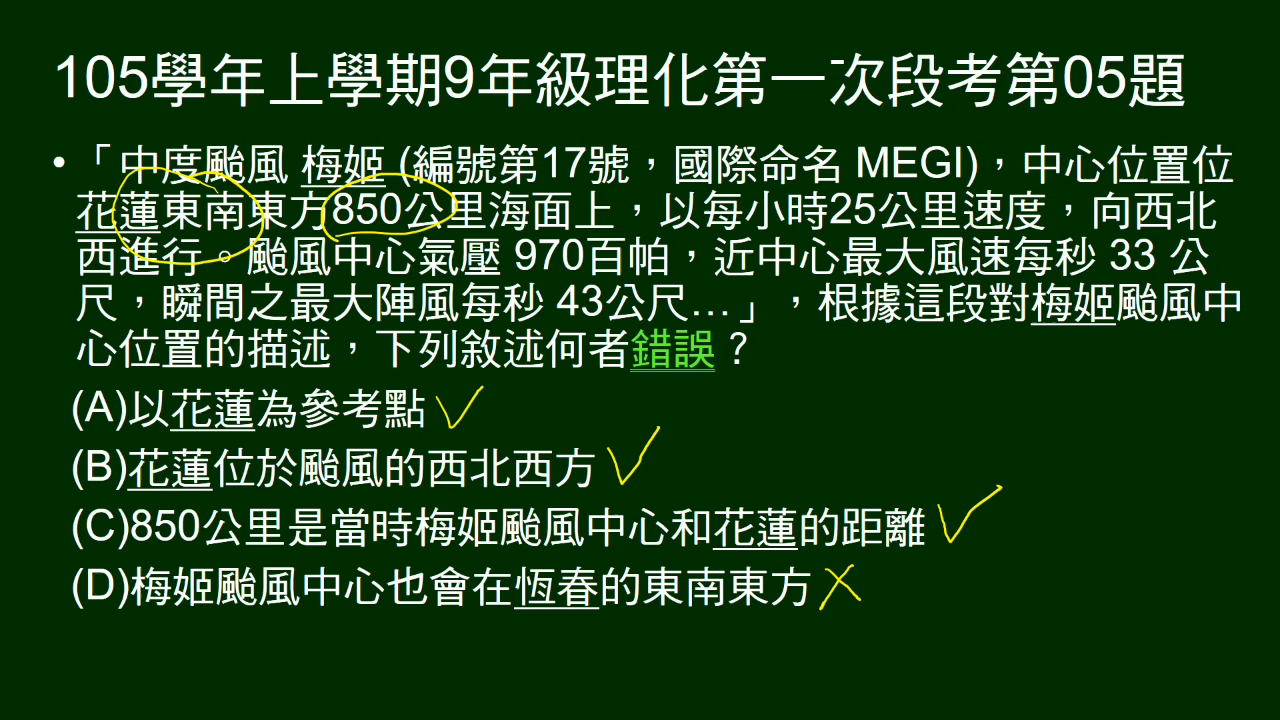 105學年上學期9年級理化第一次段考第05題
•「中度颱風 梅姬 (編號第17號，國際命名 MEGI)，中心位置位
花蓮東南東方850公里海面上，以每小時25公里速度，向西北
西進行。颱風中心氣壓 970百帕，近中心最大風速每秒 33 公
尺，瞬間之最大陣風每秒 43公尺…」，根據這段對梅姬颱風中
心位置的描述，下列敘述何者錯誤？
(A)以花蓮為參考點
(B)花蓮位於颱風的西北西方
(C)850公里是當時梅姬颱風中心和花蓮的距離
(D)梅姬颱風中心也會在恆春的東南東方